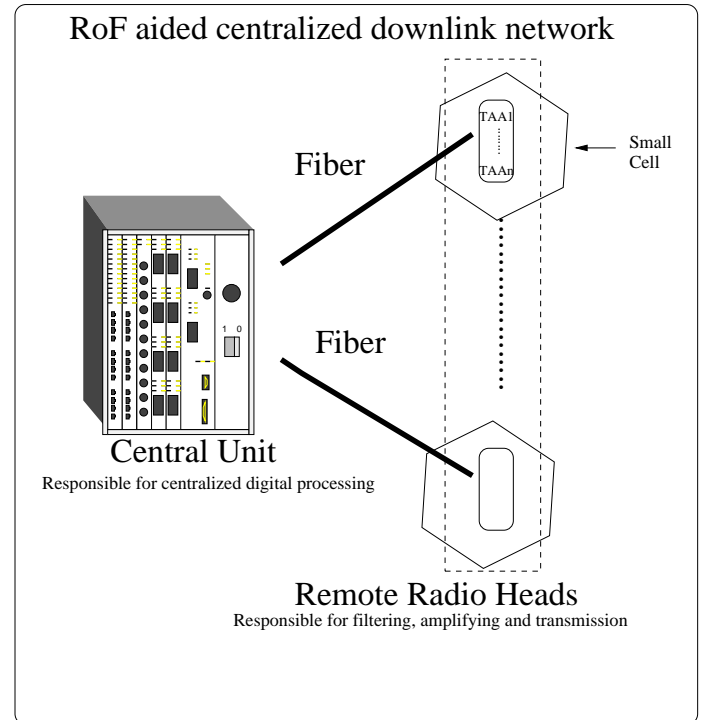 RoF aided centralized downlink network
TAA1
TAAn
Small
Cell
Fiber
1 0
Fiber
Central Unit
Responsible for centralized digital processing
Remote Radio Heads
Responsible for filtering, amplifying and transmission